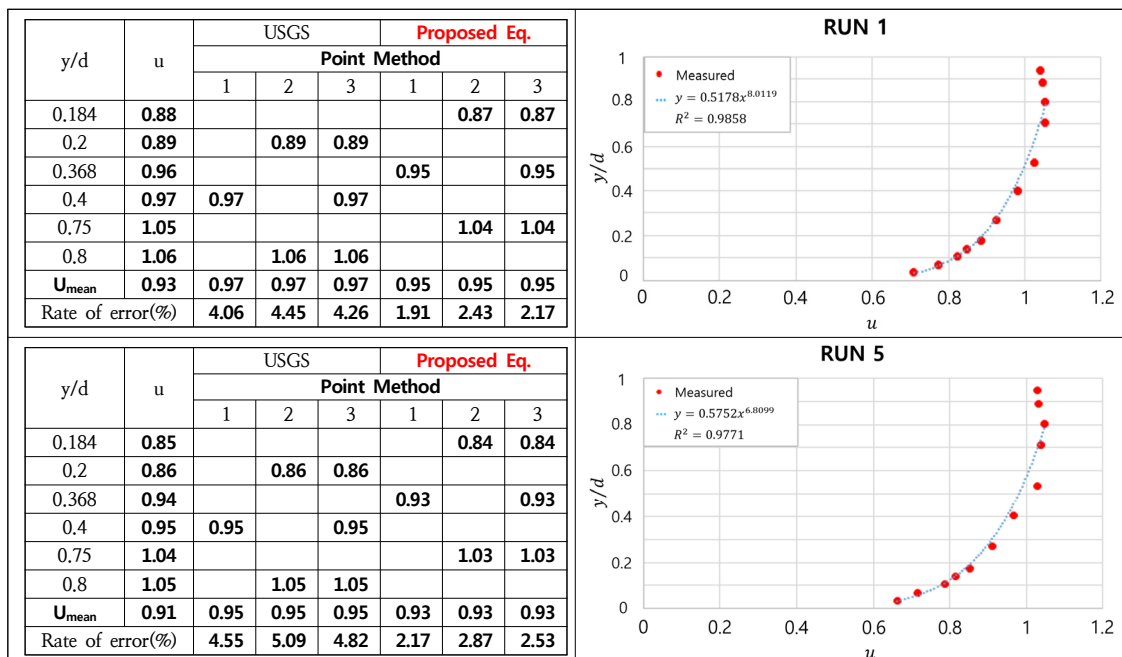 y/d u USGS Proposed Eq.
Point Method
1 2 3 1 2 3
0.184 0.88 0.87 0.87
0.2 0.89 0.89 0.89
0.368 0.96 0.95 0.95
0.4 0.97 0.97 0.97
0.75 1.05 1.04 1.04
0.8 1.06 1.06 1.06
Umean 0.93 0.97 0.97 0.97 0.95 0.95 0.95
Rate of error(%) 4.06 4.45 4.26 1.91 2.43 2.17
RUN 1
Measured
y = 0.5178x^8.0119
R² = 0.9858
y/d
1
0.8
0.6
0.4
0.2
0
0 0.2 0.4 0.6 0.8 1 1.2
u
y/d u USGS Proposed Eq.
Point Method
1 2 3 1 2 3
0.184 0.85 0.84 0.84
0.2 0.86 0.86 0.86
0.368 0.94 0.93 0.93
0.4 0.95 0.95 0.95
0.75 1.04 1.03 1.03
0.8 1.05 1.05 1.05
Umean 0.91 0.95 0.95 0.95 0.93 0.93 0.93
Rate of error(%) 4.55 5.09 4.82 2.17 2.87 2.53
RUN 5
Measured
y = 0.5752x^6.8099
R² = 0.9771
y/d
1
0.8
0.6
0.4
0.2
0
0 0.2 0.4 0.6 0.8 1 1.2
u